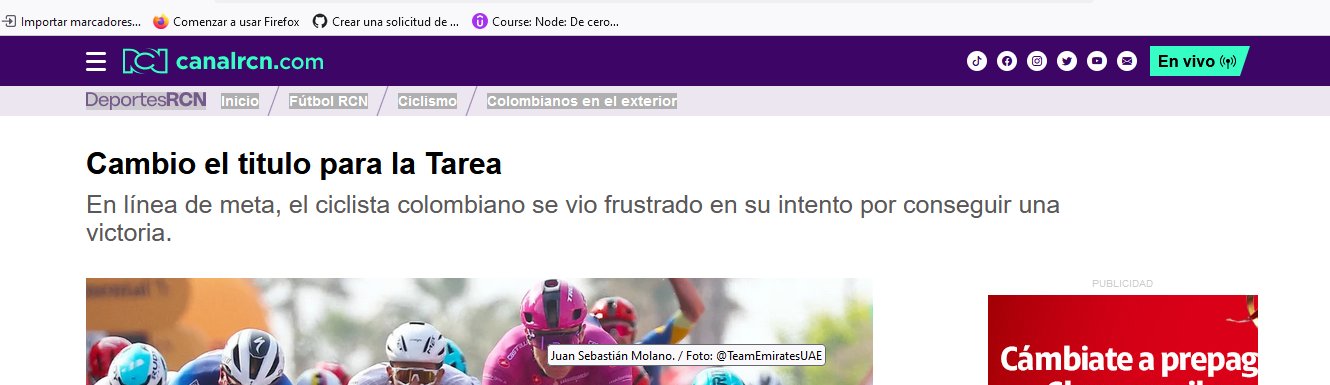 Importar marcadores... Comenzar a usar Firefox Crear una solicitud de ... Course: Node: De cero...
canalrcn.com En vivo
DeportesRCN Inicio Fútbol RCN Ciclismo Colombianos en el exterior
Cambio el titulo para la Tarea
En línea de meta, el ciclista colombiano se vio frustrado en su intento por conseguir una
victoria.
PUBLICIDAD
Juan Sebastián Molano. / Foto: @TeamEmiratesUAE
Cámbiate a prepag